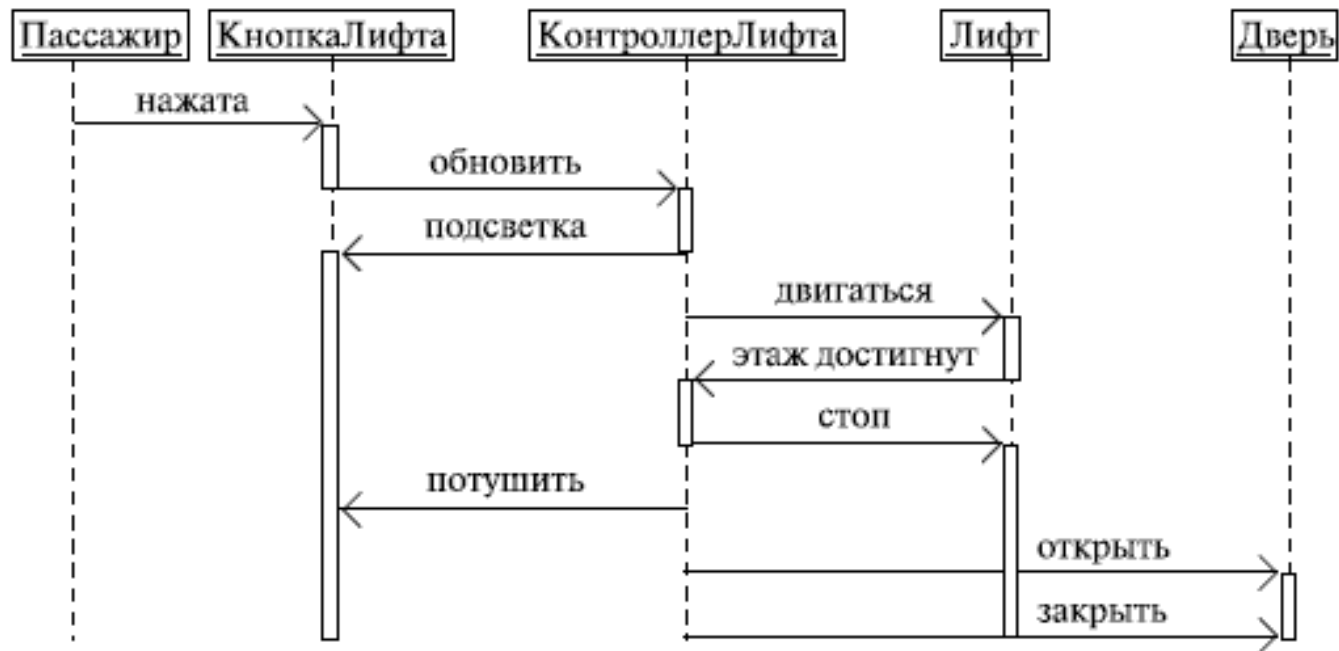 Пассажир
КнопкаЛифта
КонтроллерЛифта
Лифт
Дверь
нажата
обновить
подсветка
двигаться
этаж достигнут
стоп
потушить
открыть
закрыть